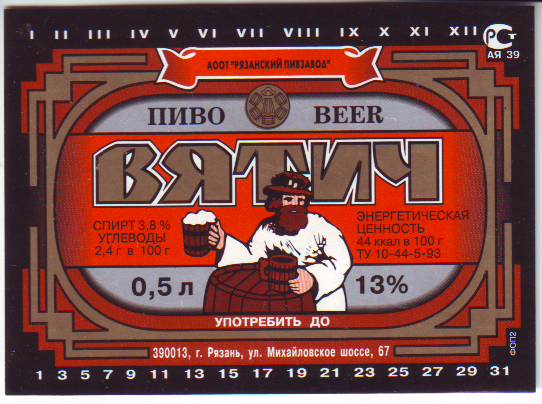 I II III IV V VI VII VIII IX X XI XII
РСТ
АЯ 39
АООТ "РЯЗАНСКИЙ ПИВЗАВОД"
ПИВО BEER
ВЯТИЧ
СПИРТ 3.8 %
УГЛЕВОДЫ
2,4 г в 100 г
ЭНЕРГЕТИЧЕСКАЯ
ЦЕННОСТЬ
44 ккал в 100 г
ТУ 10-44-5-93
0,5 л 13%
УПОТРЕБИТЬ ДО
390013, г. Рязань, ул. Михайловское шоссе, 67
ФОП2
1 3 5 7 9 11 13 15 17 19 21 23 25 27 29 31